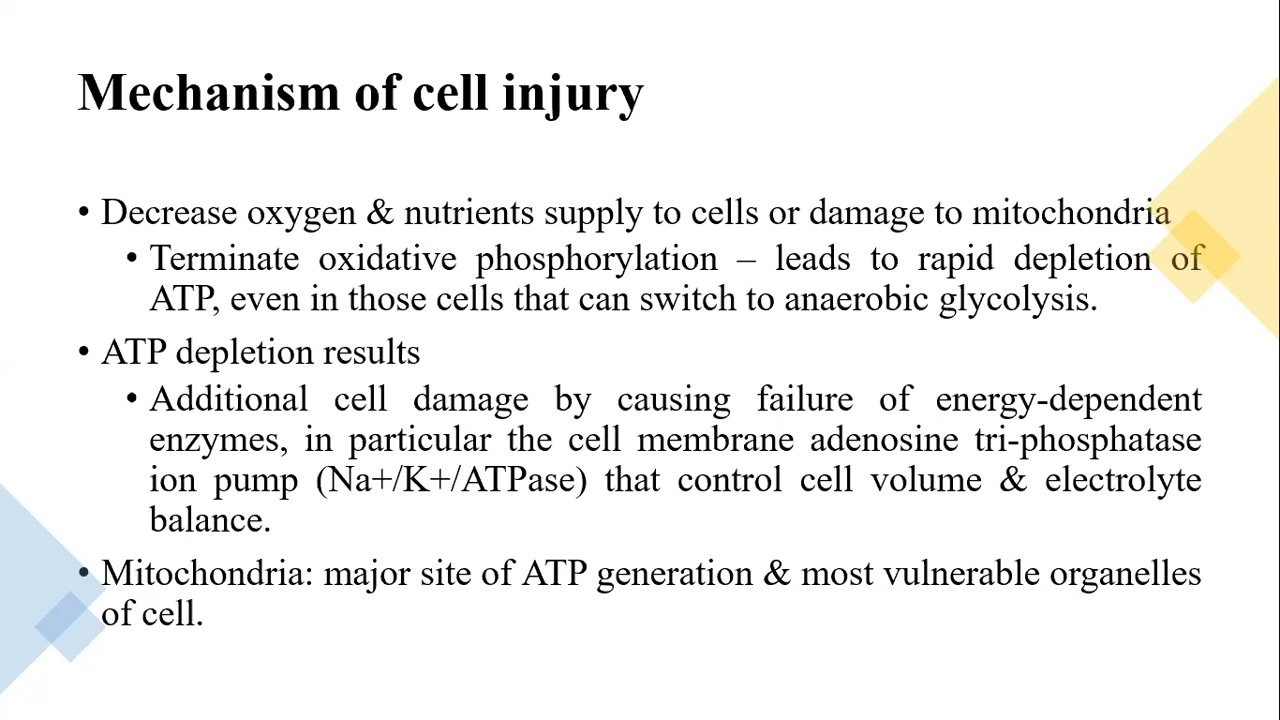 Mechanism of cell injury
• Decrease oxygen & nutrients supply to cells or damage to mitochondria
• Terminate oxidative phosphorylation – leads to rapid depletion of
ATP, even in those cells that can switch to anaerobic glycolysis.
• ATP depletion results
• Additional cell damage by causing failure of energy-dependent
enzymes, in particular the cell membrane adenosine tri-phosphatase
ion pump (Na+/K+/ATPase) that control cell volume & electrolyte
balance.
• Mitochondria: major site of ATP generation & most vulnerable organelles
of cell.